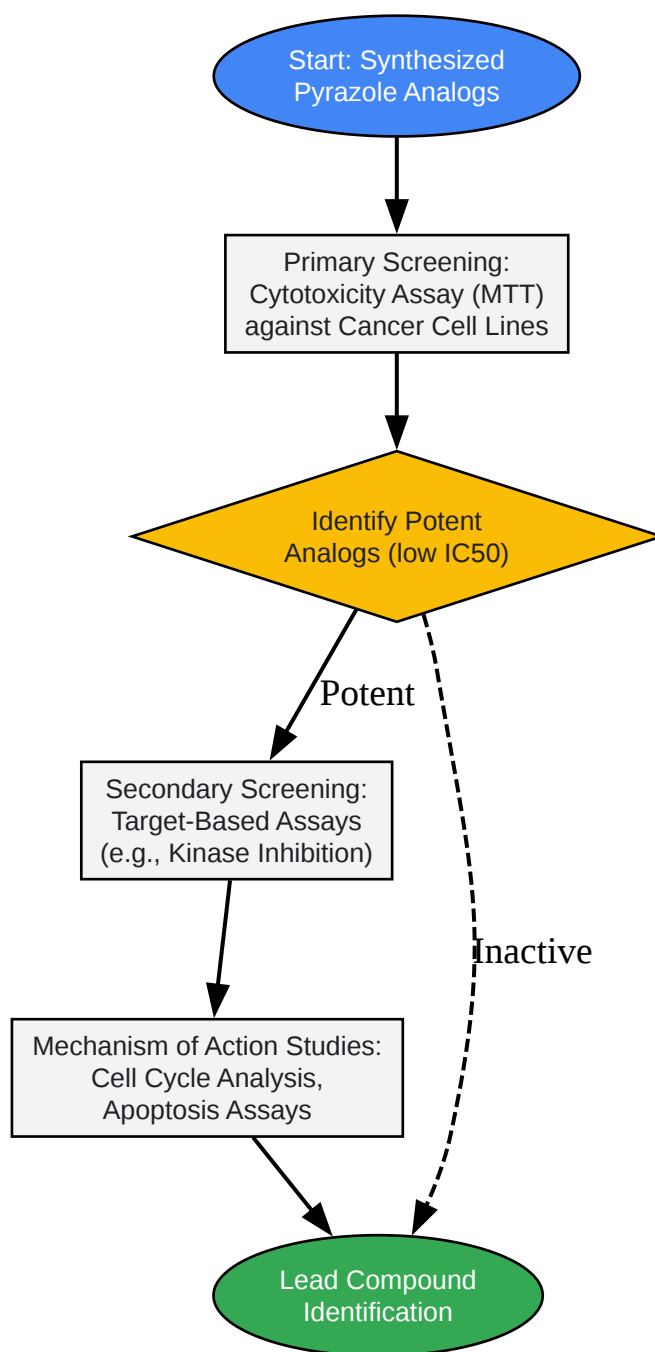 Start: Synthesized
Pyrazole Analogs
Primary Screening:
Cytotoxicity Assay (MTT)
against Cancer Cell Lines
Identify Potent
Analogs (low IC50)
Potent
Secondary Screening:
Target-Based Assays
(e.g., Kinase Inhibition)
Inactive
Mechanism of Action Studies:
Cell Cycle Analysis,
Apoptosis Assays
Lead Compound
Identification